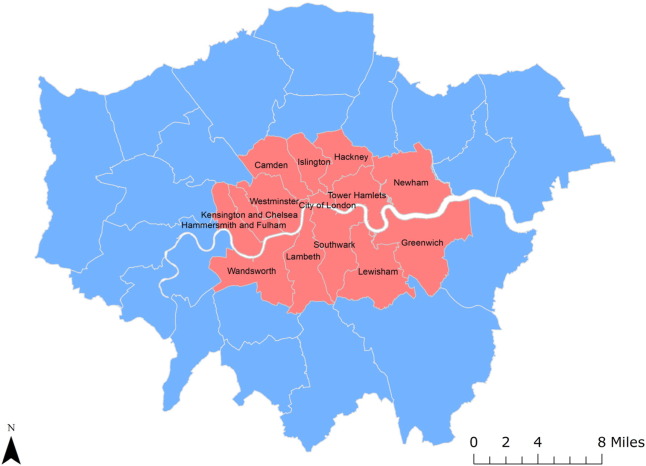 Hackney
Islington
Camden
Newham
Tower Hamlets
Westminster
City of London
Kensington and Chelsea
Hammersmith and Fulham
Southwark
Greenwich
Lambeth
Wandsworth
Lewisham
N
0 2 4 8 Miles